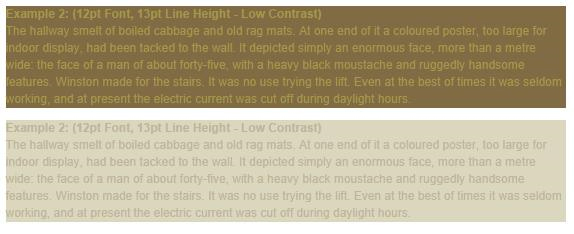 Example 2: (12pt Font, 13pt Line Height - Low Contrast)
The hallway smelt of boiled cabbage and old rag mats. At one end of it a coloured poster, too large for
indoor display, had been tacked to the wall. It depicted simply an enormous face, more than a metre
wide: the face of a man of about forty-five, with a heavy black moustache and ruggedly handsome
features. Winston made for the stairs. It was no use trying the lift. Even at the best of times it was seldom
working, and at present the electric current was cut off during daylight hours.
Example 2: (12pt Font, 13pt Line Height - Low Contrast)
The hallway smelt of boiled cabbage and old rag mats. At one end of it a coloured poster, too large for
indoor display, had been tacked to the wall. It depicted simply an enormous face, more than a metre
wide: the face of a man of about forty-five, with a heavy black moustache and ruggedly handsome
features. Winston made for the stairs. It was no use trying the lift. Even at the best of times it was seldom
working, and at present the electric current was cut off during daylight hours.